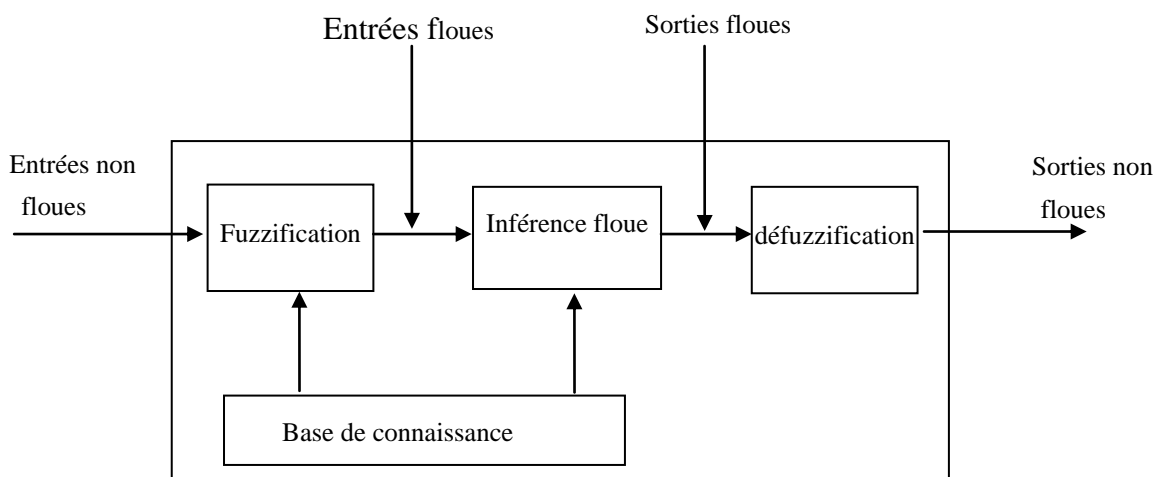 Entrées floues
Sorties floues
Entrées non
floues
Sorties non
floues
Fuzzification
Inférence floue
défuzzification
Base de connaissance